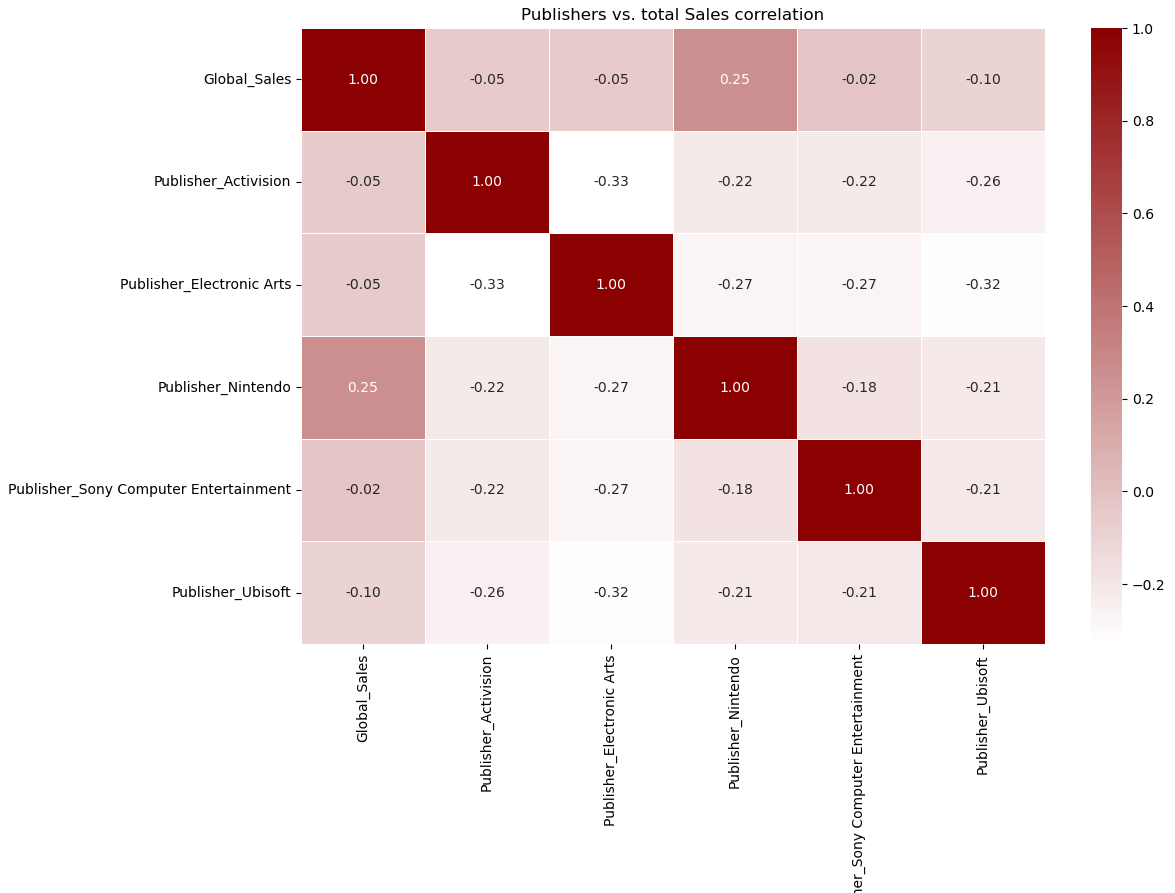 Publishers vs. total Sales correlation
Global_Sales 1.00 -0.05 -0.05 0.25 -0.02 -0.10
Publisher_Activision -0.05 1.00 -0.33 -0.22 -0.22 -0.26
Publisher_Electronic Arts -0.05 -0.33 1.00 -0.27 -0.27 -0.32
Publisher_Nintendo 0.25 -0.22 -0.27 1.00 -0.18 -0.21
Publisher_Sony Computer Entertainment -0.02 -0.22 -0.27 -0.18 1.00 -0.21
Publisher_Ubisoft -0.10 -0.26 -0.32 -0.21 -0.21 1.00
Global_Sales
Publisher_Activision
Publisher_Electronic Arts
Publisher_Nintendo
her_Sony Computer Entertainment
Publisher_Ubisoft
1.0
0.8
0.6
0.4
0.2
0.0
−0.2